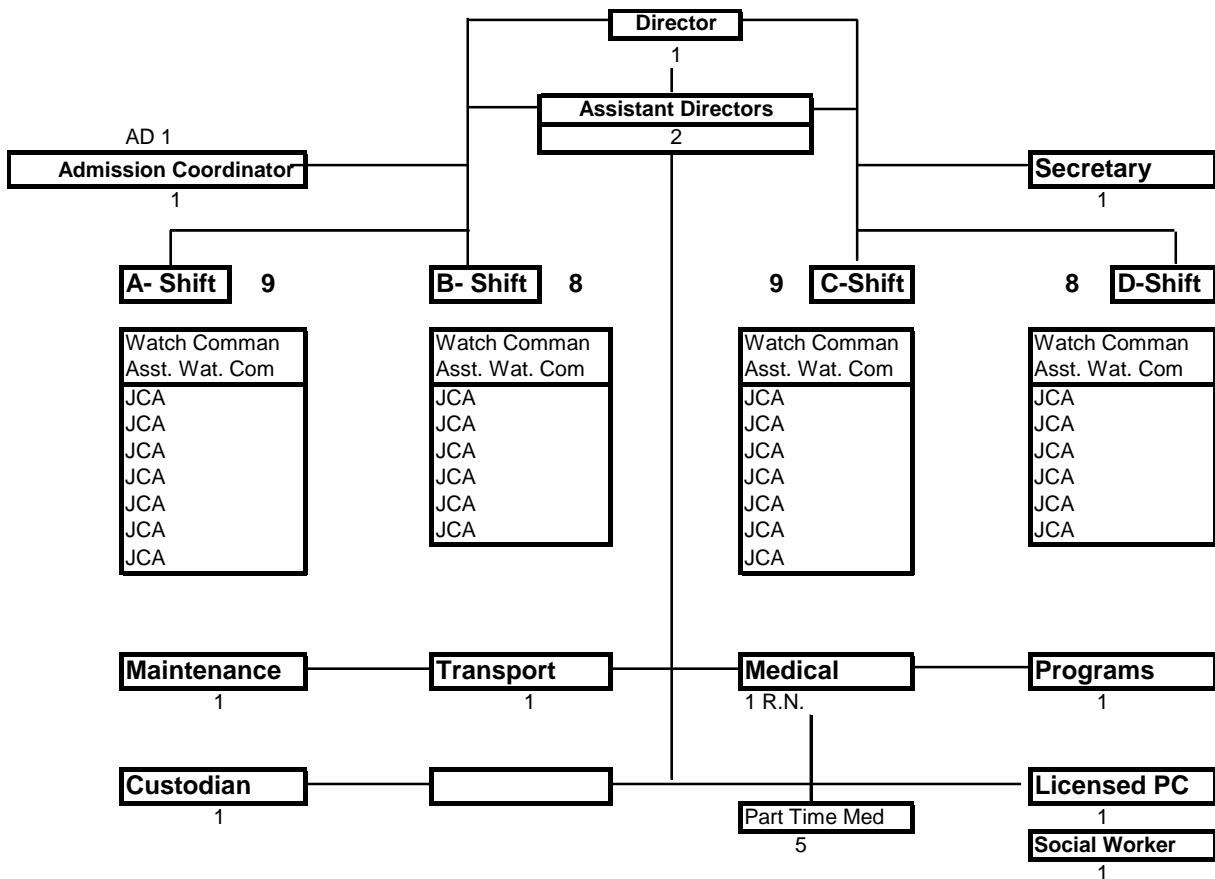 Director
1
Assistant Directors
2
AD 1
Admission Coordinator
1
Secretary
1
A- Shift 9
B- Shift 8
9 C-Shift
8 D-Shift
Watch Comman
Asst. Wat. Com
JCA
JCA
JCA
JCA
JCA
JCA
JCA
Watch Comman
Asst. Wat. Com
JCA
JCA
JCA
JCA
JCA
JCA
Watch Comman
Asst. Wat. Com
JCA
JCA
JCA
JCA
JCA
JCA
JCA
Watch Comman
Asst. Wat. Com
JCA
JCA
JCA
JCA
JCA
JCA
Maintenance
1
Transport
1
Medical
1 R.N.
Programs
1
Custodian
1
Part Time Med
5
Licensed PC
1
Social Worker
1